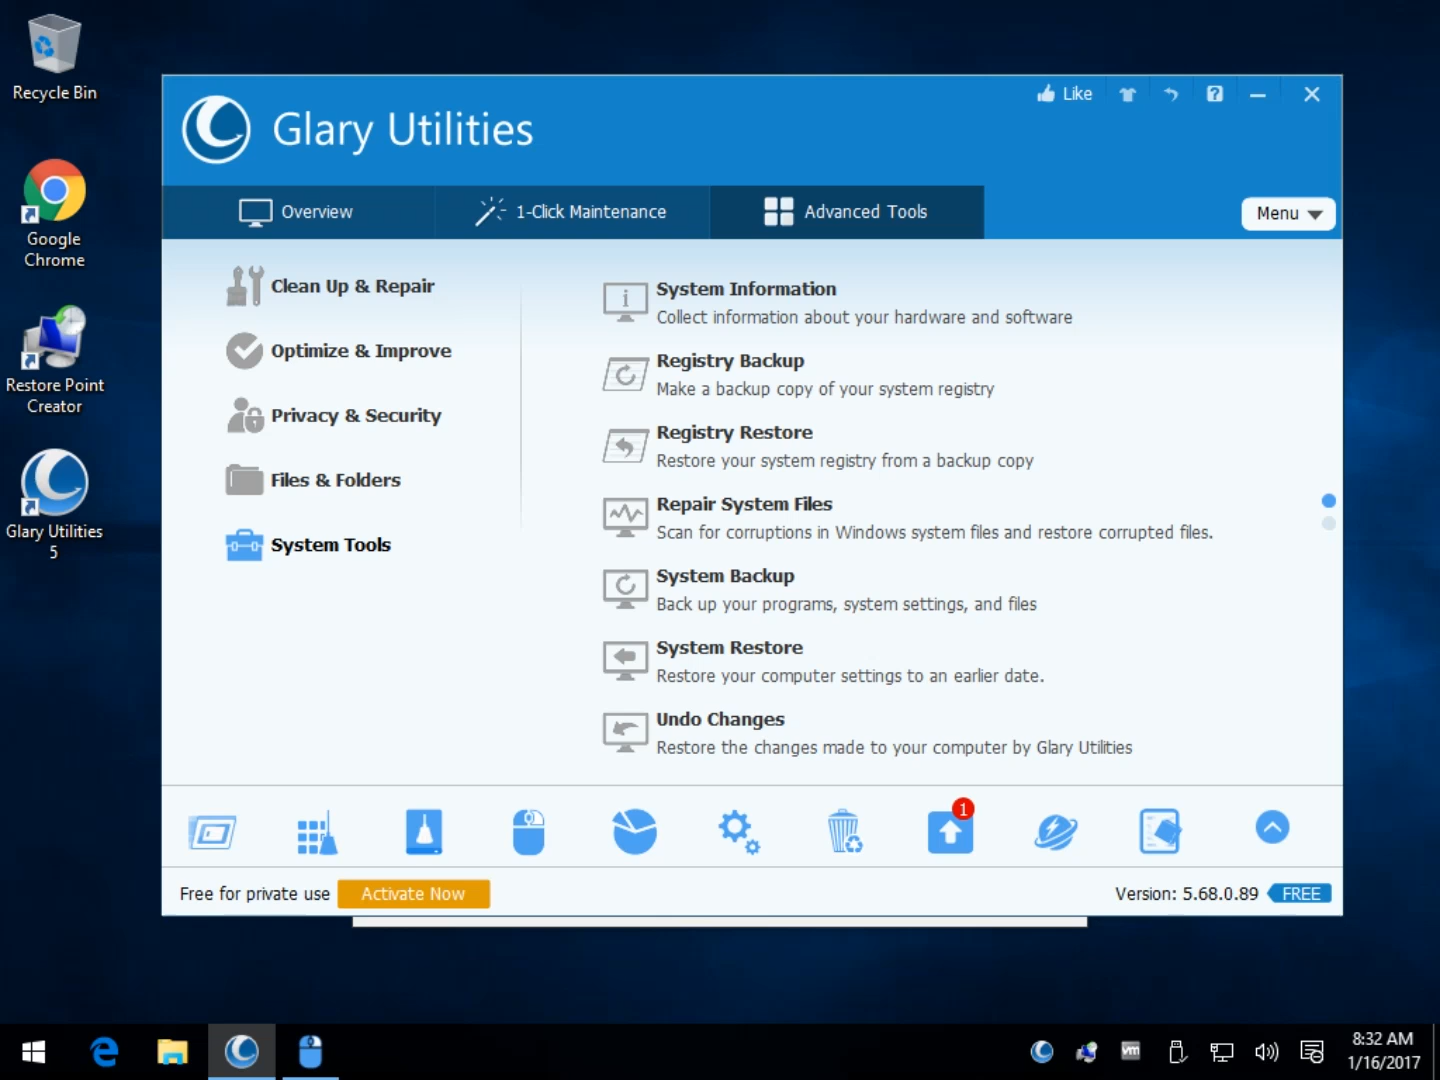 Recycle Bin
Google
Chrome
Restore Point
Creator
Glary Utilities
5
Like
Glary Utilities
Overview
1-Click Maintenance
Advanced Tools
Menu
Clean Up & Repair
Optimize & Improve
Privacy & Security
Files & Folders
System Tools
System Information
Collect information about your hardware and software
Registry Backup
Make a backup copy of your system registry
Registry Restore
Restore your system registry from a backup copy
Repair System Files
Scan for corruptions in Windows system files and restore corrupted files.
System Backup
Back up your programs, system settings, and files
System Restore
Restore your computer settings to an earlier date.
Undo Changes
Restore the changes made to your computer by Glary Utilities
1
Free for private use
Activate Now
Version: 5.68.0.89
FREE
vm
8:32 AM
1/16/2017